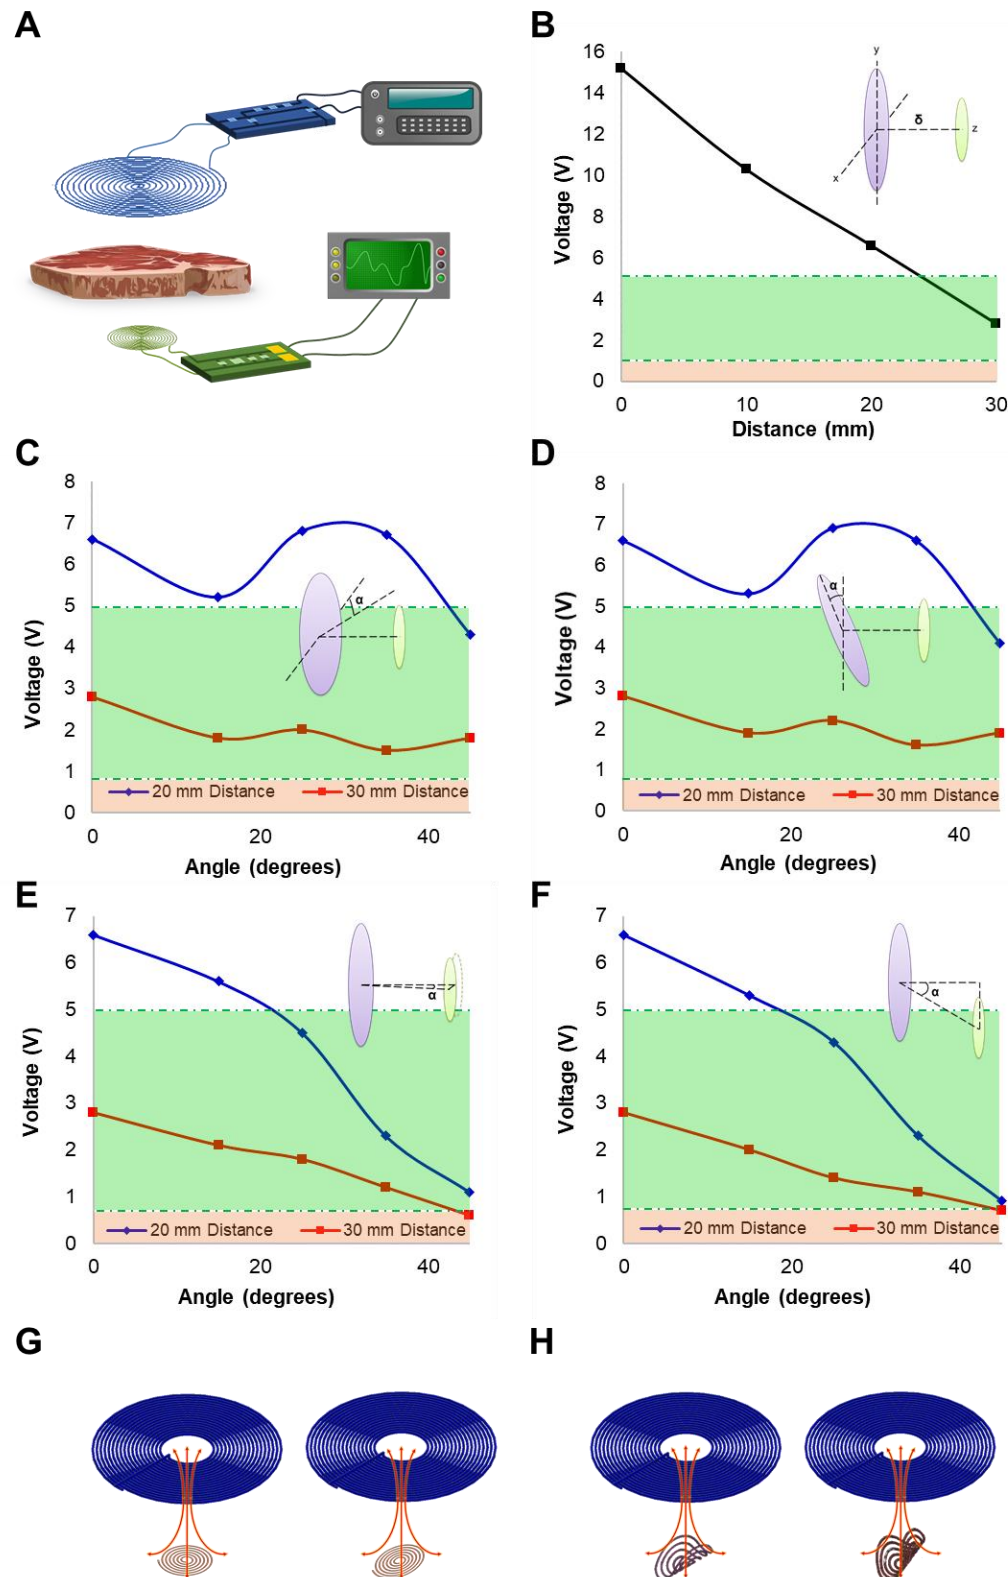 A
B
16
14
12
10
8
6
4
2
0
Voltage (V)
y
δ
z
x
0
10
20
30
Distance (mm)
C
8
7
6
5
4
3
2
1
0
Voltage (V)
α
20 mm Distance
30 mm Distance
0
20
40
Angle (degrees)
D
8
7
6
5
4
3
2
1
0
Voltage (V)
α
20 mm Distance
30 mm Distance
0
20
40
Angle (degrees)
E
7
6
5
4
3
2
1
0
Voltage (V)
α
20 mm Distance
30 mm Distance
0
20
40
Angle (degrees)
F
7
6
5
4
3
2
1
0
Voltage (V)
α
20 mm Distance
30 mm Distance
0
20
40
Angle (degrees)
G
H